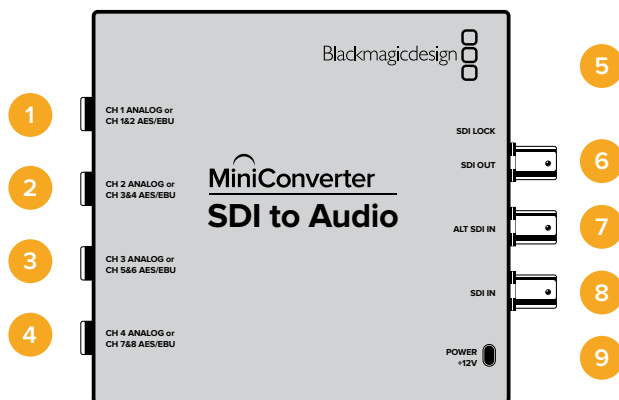 Blackmagicdesign
1
CH 1 ANALOG or
CH 1&2 AES/EBU
2
CH 2 ANALOG or
CH 3&4 AES/EBU
3
CH 3 ANALOG or
CH 5&6 AES/EBU
4
CH 4 ANALOG or
CH 7&8 AES/EBU
MiniConverter
SDI to Audio
5
SDI LOCK
SDI OUT
6
ALT SDI IN
7
SDI IN
8
POWER
+12V
9